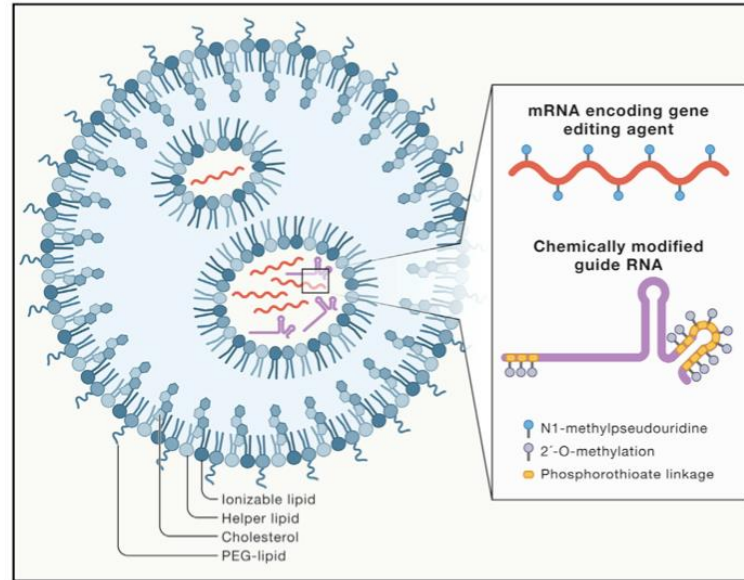 mRNA encoding gene
editing agent
Chemically modified
guide RNA
N1-methylpseudouridine
2´-O-methylation
Phosphorothioate linkage
Ionizable lipid
Helper lipid
Cholesterol
PEG-lipid